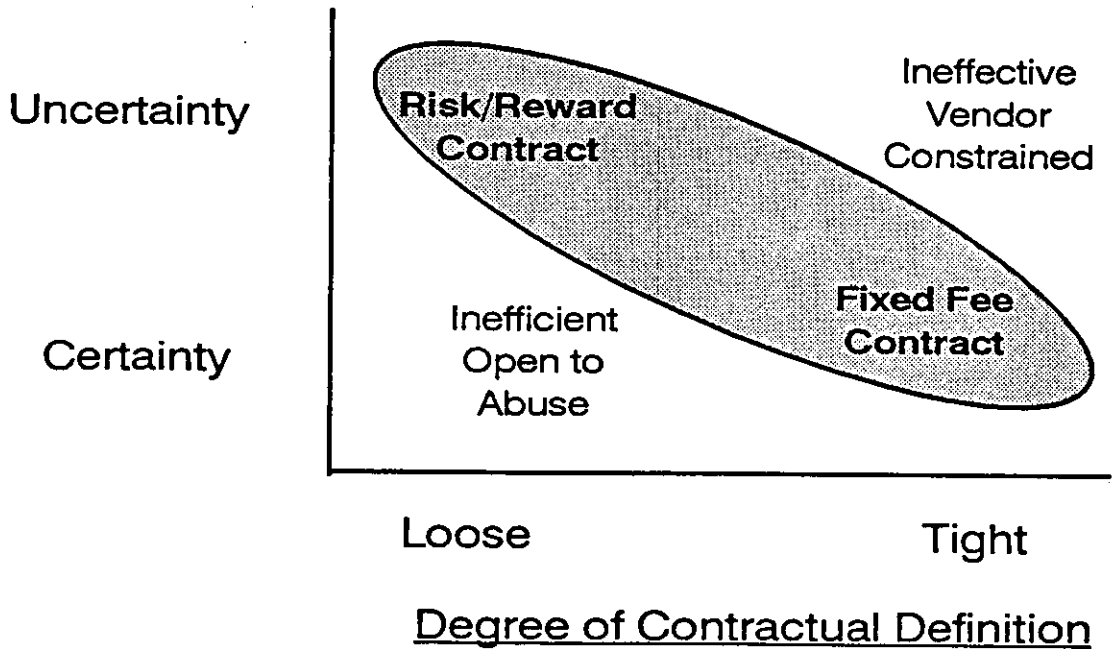 Uncertainty
Risk/Reward
Contract
Ineffective
Vendor
Constrained
Certainty
Inefficient
Open to
Abuse
Fixed Fee
Contract
Loose
Tight
Degree of Contractual Definition